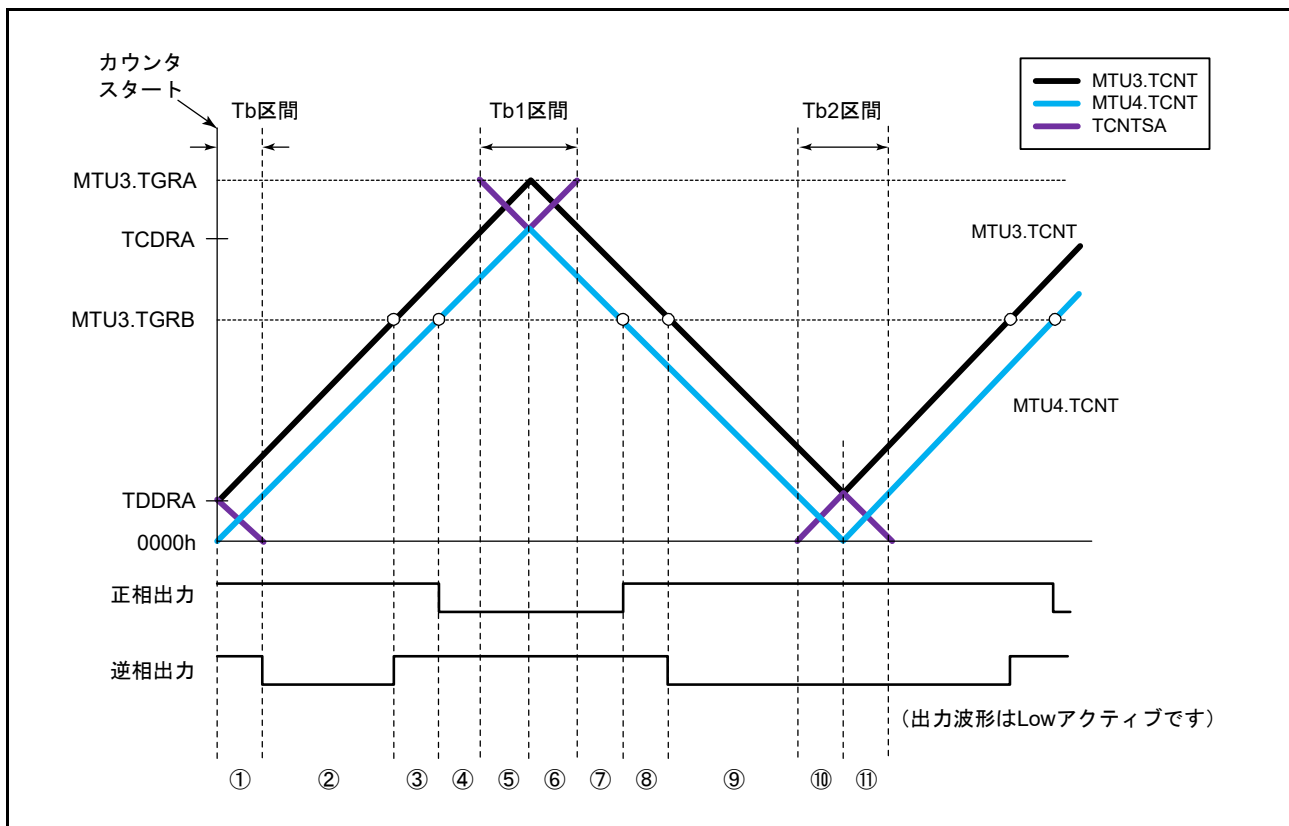 カウンタ
スタート
Tb区間
Tb1区間
Tb2区間
MTU3.TCNT
MTU4.TCNT
TCNTSA
MTU3.TGRA
TCDRA
MTU3.TCNT
MTU3.TGRB
MTU4.TCNT
TDDRA
0000h
正相出力
逆相出力
（出力波形はLowアクティブです）
① ② ③ ④ ⑤ ⑥ ⑦ ⑧ ⑨ ⑩ ⑪